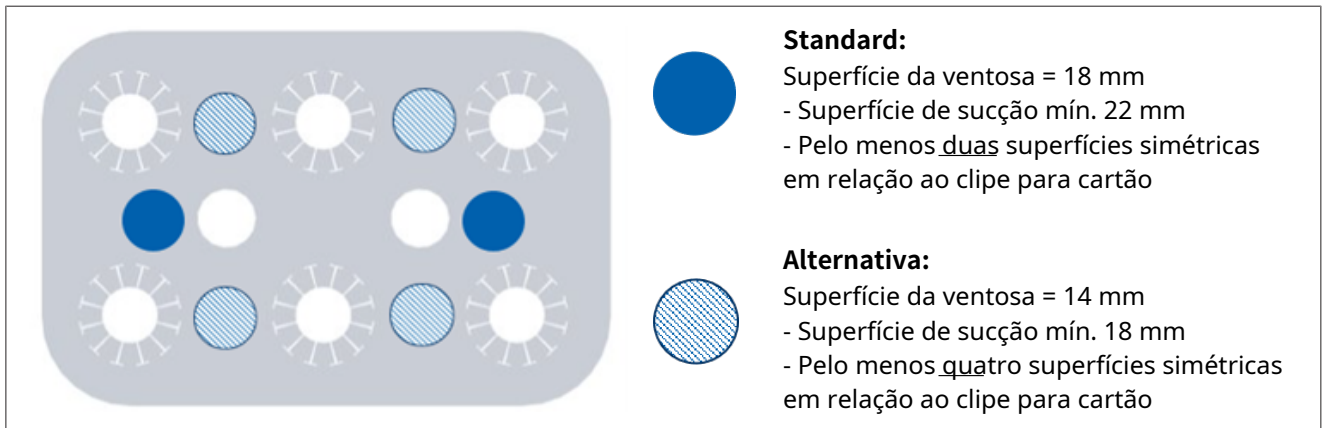 Standard:
Superfície da ventosa = 18 mm
- Superfície de sucção mín. 22 mm
- Pelo menos duas superfícies simétricas
em relação ao clipe para cartão
Alternativa:
Superfície da ventosa = 14 mm
- Superfície de sucção mín. 18 mm
- Pelo menos quatro superfícies simétricas
em relação ao clipe para cartão